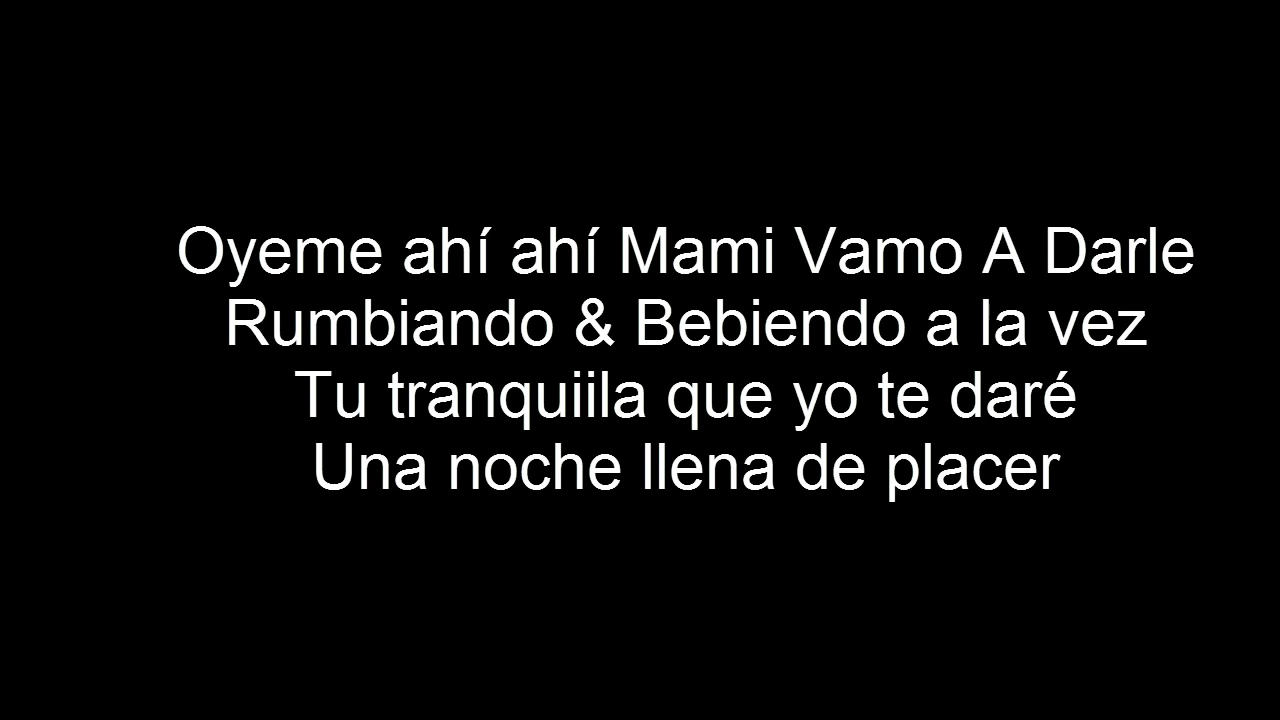 Oyeme ahí ahí Mami Vamo A Darle
Rumbiando & Bebiendo a la vez
Tu tranquiila que yo te daré
Una noche llena de placer